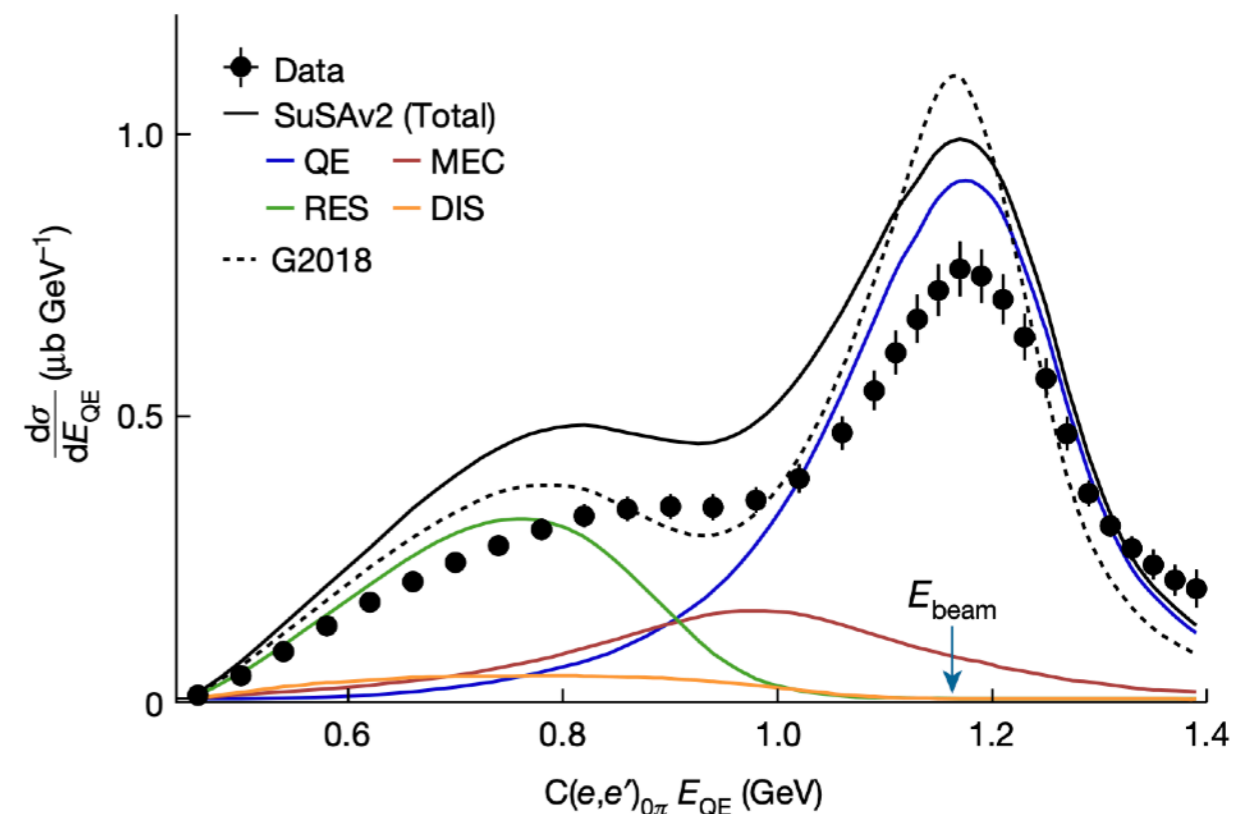 Data
SuSAv2 (Total)
QE MEC
RES DIS
G2018
1.0
0.5
0
dσ
dE_QE (μb GeV⁻¹)
E_beam
0.6 0.8 1.0 1.2 1.4
C(e,e′)_0π E_QE (GeV)